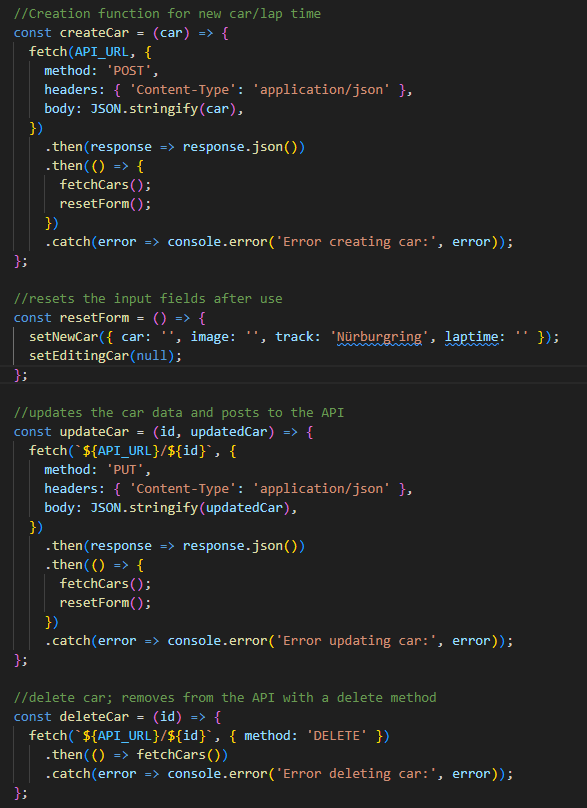 //Creation function for new car/lap time
const createCar = (car) => {
  fetch(API_URL, {
    method: 'POST',
    headers: { 'Content-Type': 'application/json' },
    body: JSON.stringify(car),
  })
    .then(response => response.json())
    .then(() => {
      fetchCars();
      resetForm();
    })
    .catch(error => console.error('Error creating car:', error));
};

//resets the input fields after use
const resetForm = () => {
  setNewCar({ car: '', image: '', track: 'Nürburgring', laptime: '' });
  setEditingCar(null);
};

//updates the car data and posts to the API
const updateCar = (id, updatedCar) => {
  fetch(`${API_URL}/${id}`, {
    method: 'PUT',
    headers: { 'Content-Type': 'application/json' },
    body: JSON.stringify(updatedCar),
  })
    .then(response => response.json())
    .then(() => {
      fetchCars();
      resetForm();
    })
    .catch(error => console.error('Error updating car:', error));
};

//delete car; removes from the API with a delete method
const deleteCar = (id) => {
  fetch(`${API_URL}/${id}`, { method: 'DELETE' })
    .then(() => fetchCars())
    .catch(error => console.error('Error deleting car:', error));
};